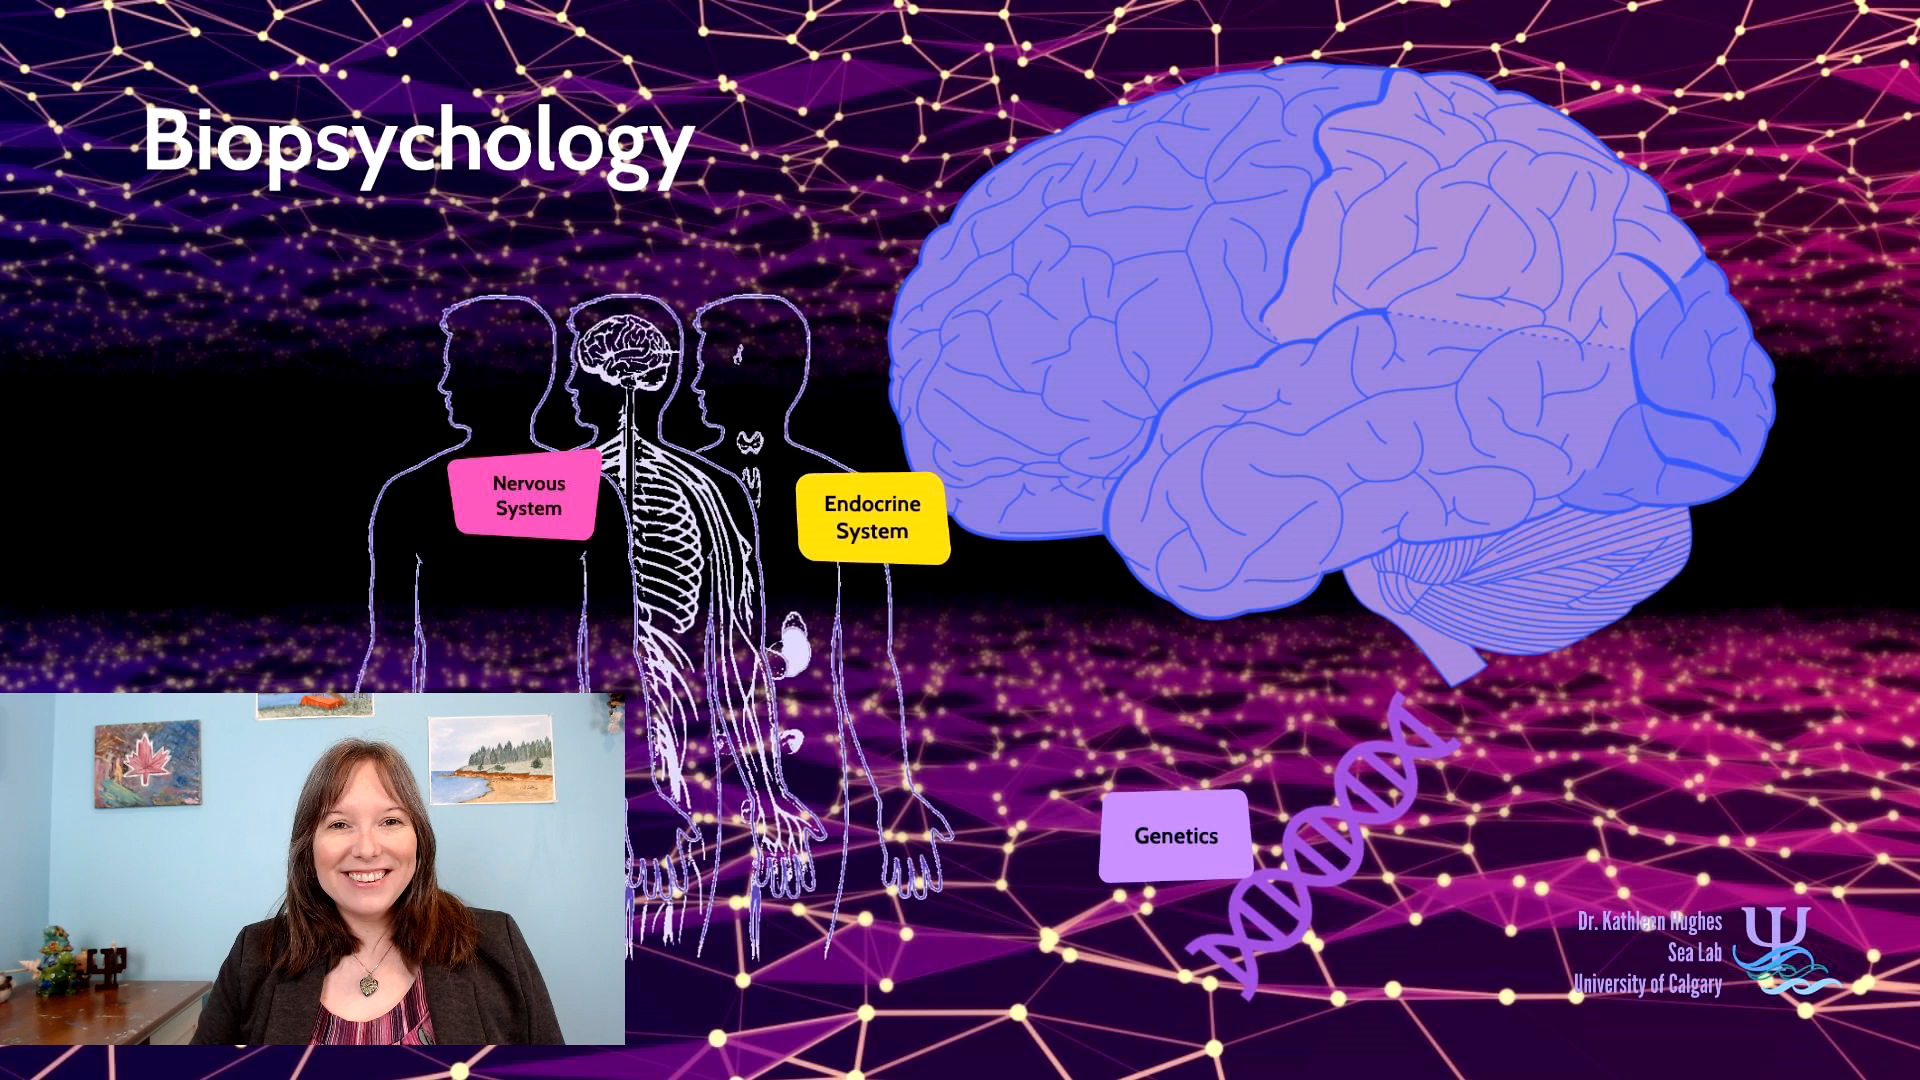 Biopsychology
Nervous
System
Endocrine
System
Genetics
Dr. Kathleen Hughes
Sea Lab
University of Calgary